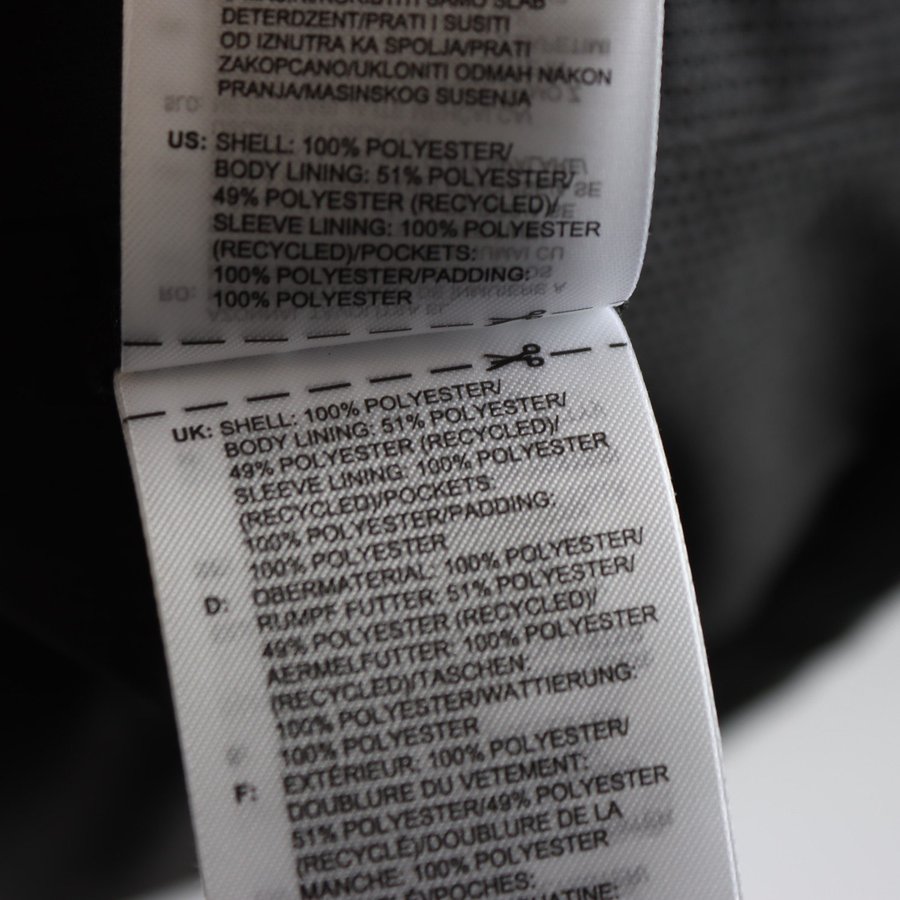 DETERDZENT/PRATI I SUSITI
OD IZNUTRA KA SPOLJA/PRATI
ZAKOPCANO/UKLONITI ODMAH NAKON
PRANJA/MASINSKOG SUSENJA
US: SHELL: 100% POLYESTER/
BODY LINING: 51% POLYESTER/
49% POLYESTER (RECYCLED)/
SLEEVE LINING: 100% POLYESTER
(RECYCLED)/POCKETS:
100% POLYESTER/PADDING:
100% POLYESTER
UK: SHELL: 100% POLYESTER/
BODY LINING: 51% POLYESTER/
49% POLYESTER (RECYCLED)/
SLEEVE LINING: 100% POLYESTER
(RECYCLED)/POCKETS:
100% POLYESTER/PADDING:
100% POLYESTER
D: OBERMATERIAL: 100% POLYESTER/
RUMPF FUTTER: 51% POLYESTER/
49% POLYESTER (RECYCLED)/
AERMELFUTTER: 100% POLYESTER
(RECYCLED)/TASCHEN:
100% POLYESTER/WATTIERUNG:
100% POLYESTER
F: EXTÉRIEUR: 100% POLYESTER/
DOUBLURE DU VETEMENT:
51% POLYESTER/49% POLYESTER
(RECYCLÉ)/DOUBLURE DE LA
MANCHE: 100% POLYESTER